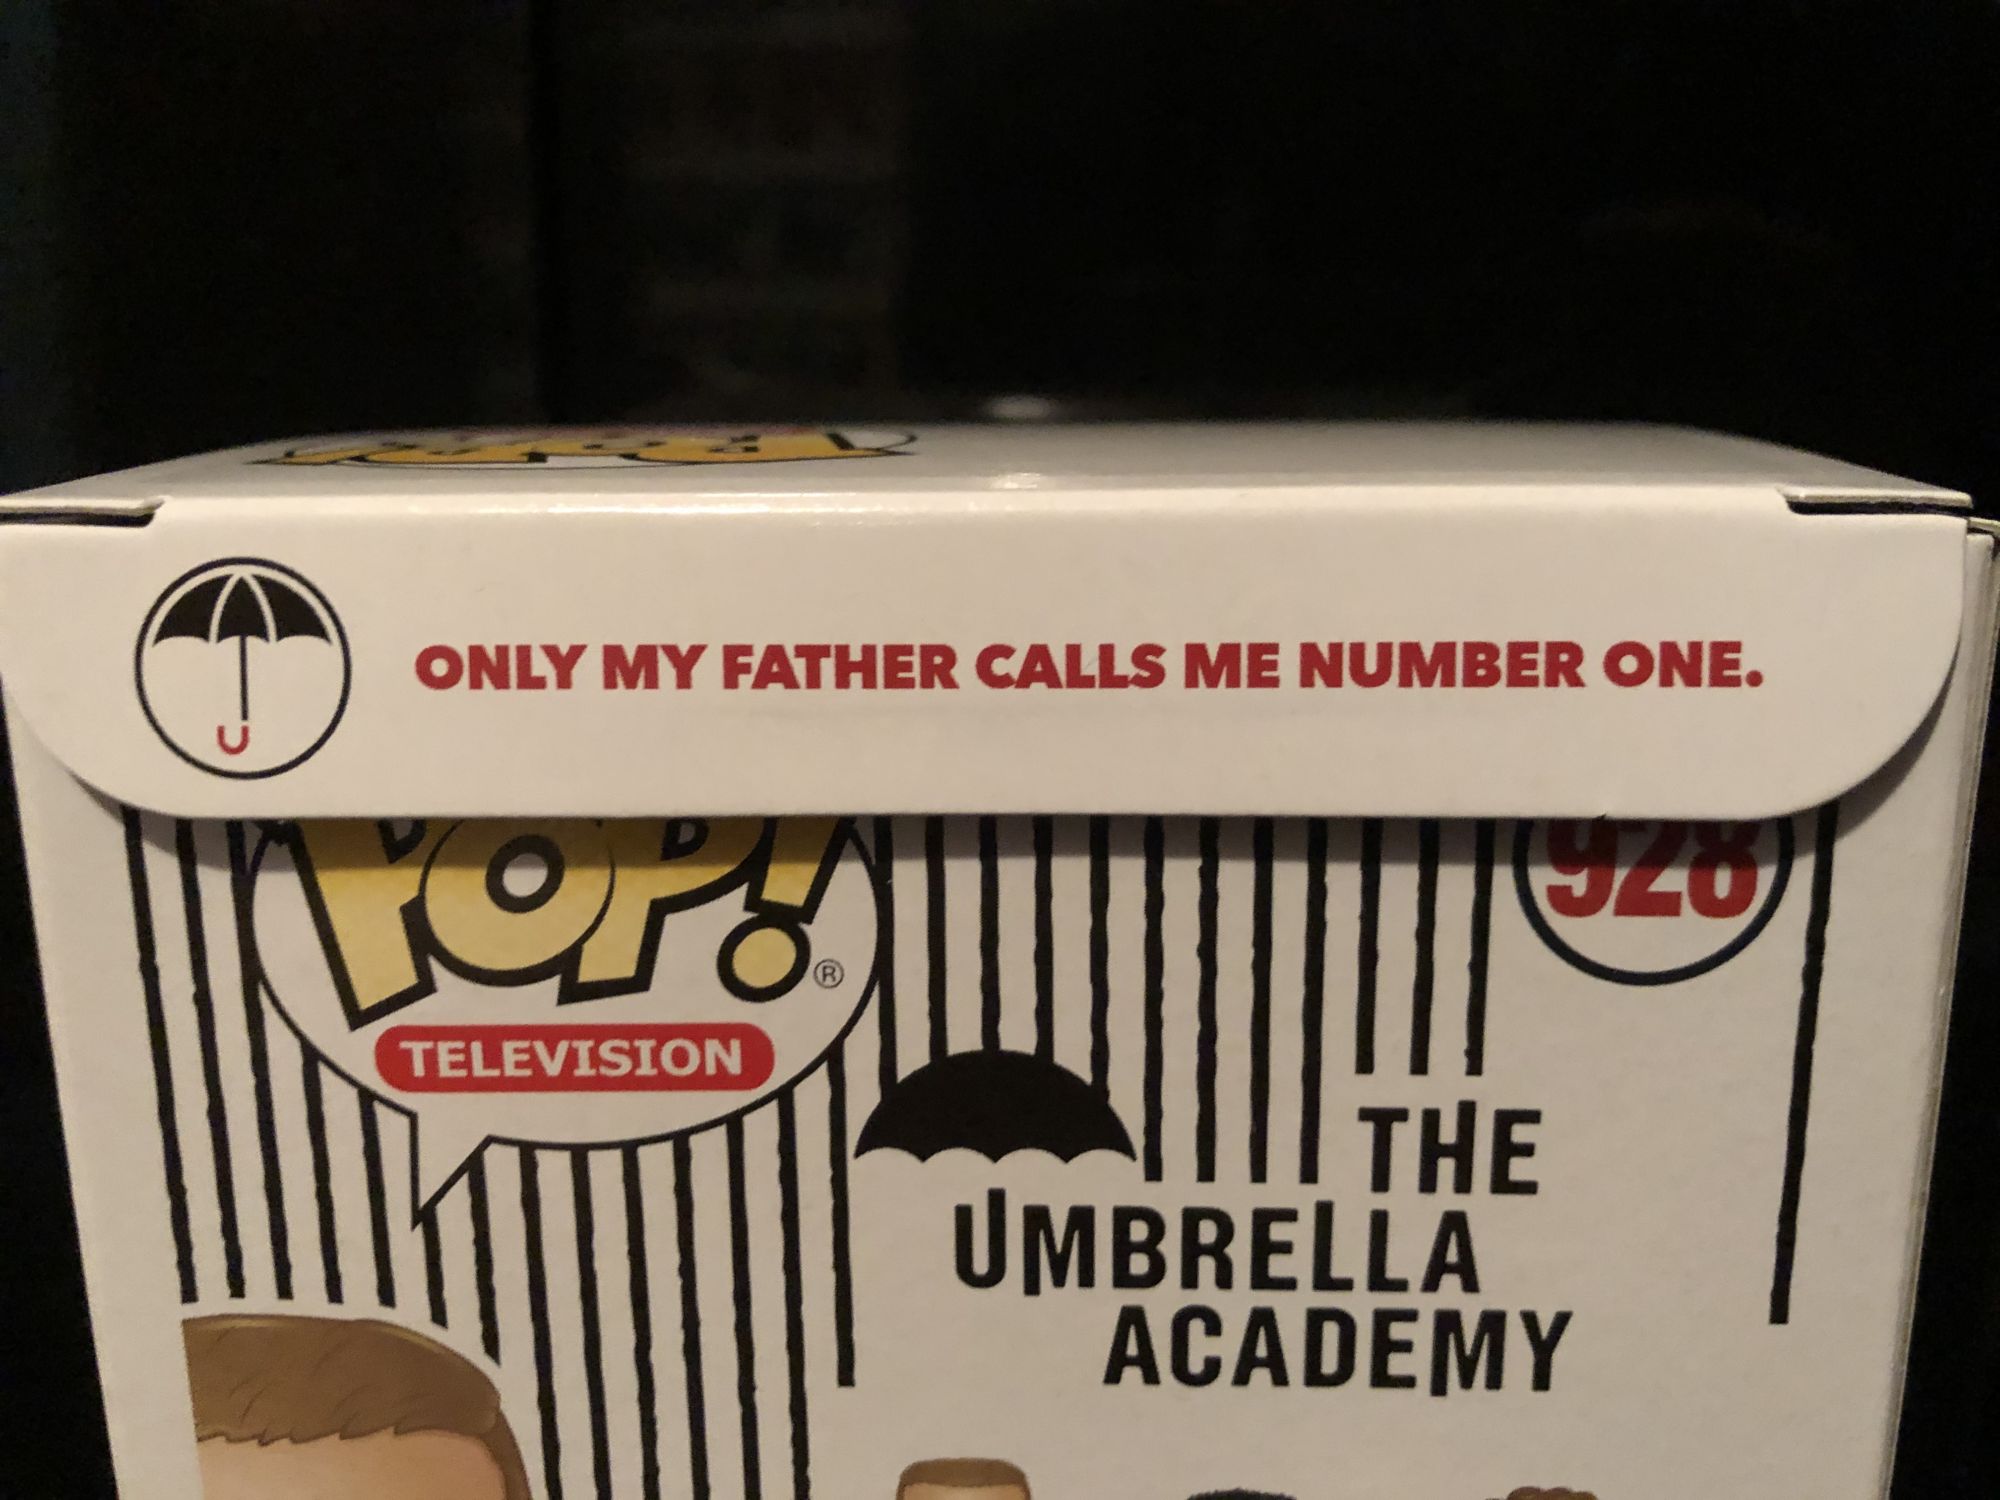 ONLY MY FATHER CALLS ME NUMBER ONE.
POP!®
928
TELEVISION
THE
UMBRELLA
ACADEMY